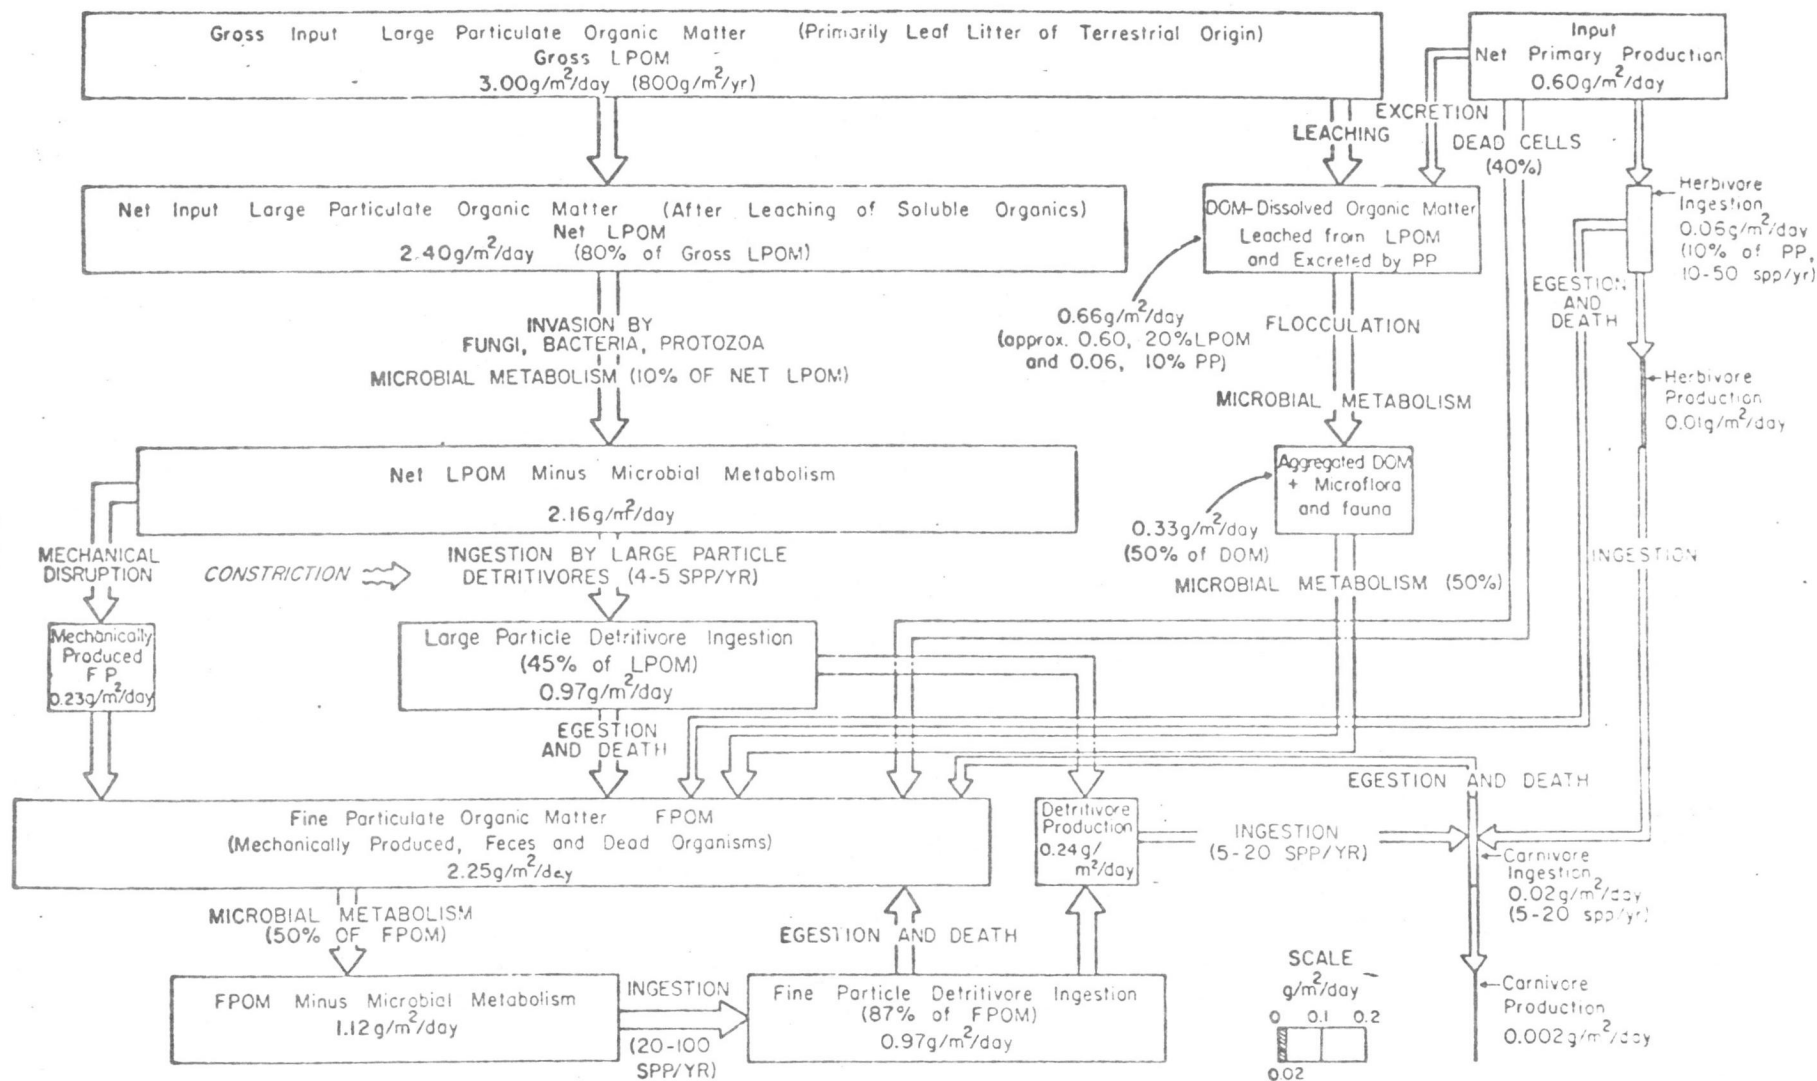 Gross Input Large Particulate Organic Matter (Primarily Leaf Litter of Terrestrial Origin)
Gross LPOM
3.00g/m²/day (800g/m²/yr)
Input
Net Primary Production
0.60g/m²/day
LEACHING
EXCRETION
DEAD CELLS
(40%)
Net Input Large Particulate Organic Matter (After Leaching of Soluble Organics)
Net LPOM
2.40g/m²/day (80% of Gross LPOM)
DOM-Dissolved Organic Matter
Leached from LPOM
and Excreted by PP
Herbivore
Ingestion
0.06g/m²/day
(10% of PP,
10-50 spp/yr)
EGESTION
AND
DEATH
INVASION BY
FUNGI, BACTERIA, PROTOZOA
MICROBIAL METABOLISM (10% OF NET LPOM)
0.66g/m²/day
(approx. 0.60, 20%LPOM
and 0.06, 10% PP)
FLOCCULATION
MICROBIAL METABOLISM
Herbivore
Production
0.01g/m²/day
Net LPOM Minus Microbial Metabolism
2.16g/m²/day
Aggregated DOM
+ Microflora
and fauna
0.33g/m²/day
(50% of DOM)
MICROBIAL METABOLISM (50%)
INGESTION
MECHANICAL
DISRUPTION
CONSTRICTION
INGESTION BY LARGE PARTICLE
DETRITIVORES (4-5 SPP/YR)
Mechanically
Produced
F P
0.23g/m²/day
Large Particle Detritivore Ingestion
(45% of LPOM)
0.97g/m²/day
EGESTION
AND DEATH
EGESTION AND DEATH
Fine Particulate Organic Matter FPOM
(Mechanically Produced, Feces and Dead Organisms)
2.25g/m²/day
Detritivore
Production
0.24g/
m²/day
INGESTION
(5-20 SPP/YR)
Carnivore
Ingestion
0.02g/m²/day
(5-20 spp/yr)
MICROBIAL METABOLISM
(50% OF FPOM)
EGESTION AND DEATH
FPOM Minus Microbial Metabolism
1.12g/m²/day
INGESTION
(20-100
SPP/YR)
Fine Particle Detritivore Ingestion
(87% of FPOM)
0.97g/m²/day
SCALE
g/m²/day
0 0.1 0.2
0.02
Carnivore
Production
0.002g/m²/day